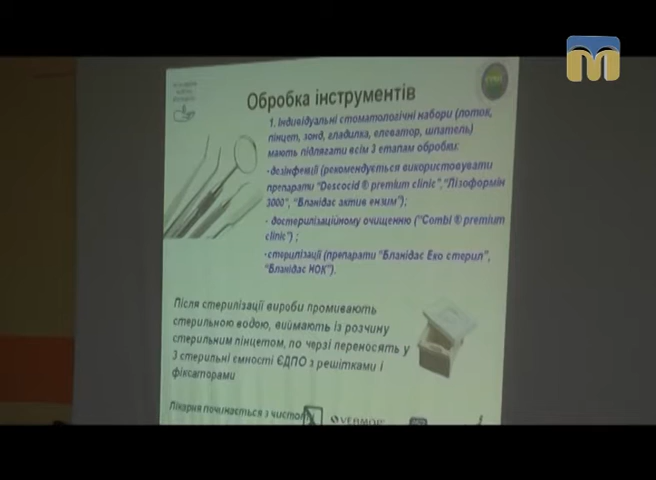 Обробка інструментів
1. Індивідуальні стоматологічні набори (лоток,
пінцет, зонд, гладилка, елеватор, шпатель)
мають підлягати всім 3 етапам обробки:
-дезінфекції (рекомендується використовувати
препарати "Descocid ® premium clinic","Лізоформін
3000", "Бланідас актив ензим");
- достерилізаційному очищенню ("Combi ® premium
clinic") ;
-стерилізації (препарати "Бланідас Еко стерил",
"Бланідас НОК").
Після стерилізації вироби промивають
стерильною водою, виймають із розчину
стерильним пінцетом, по черзі переносять у
3 стерильні ємності ЄДПО з решітками і
фіксаторами
Лікарня починається з чистоти